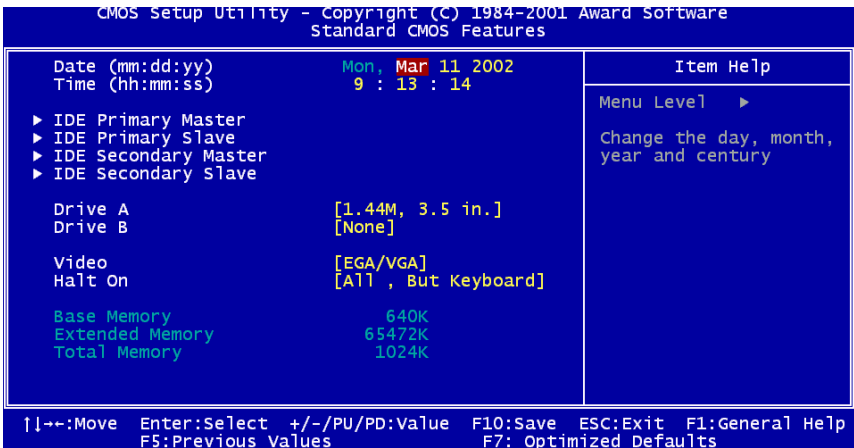 CMOS Setup Utility – Copyright (C) 1984-2001 Award Software
Standard CMOS Features
Date (mm:dd:yy) Mon, Mar 11 2002
Time (hh:mm:ss) 9 : 13 : 14
▶ IDE Primary Master
▶ IDE Primary Slave
▶ IDE Secondary Master
▶ IDE Secondary Slave
Drive A [1.44M, 3.5 in.]
Drive B [None]
Video [EGA/VGA]
Halt On [All , But Keyboard]
Base Memory 640K
Extended Memory 65472K
Total Memory 1024K
Item Help
Menu Level ▶
Change the day, month,
year and century
↑↓→←:Move Enter:Select +/-/PU/PD:Value F10:Save ESC:Exit F1:General Help
F5:Previous Values F7: Optimized Defaults